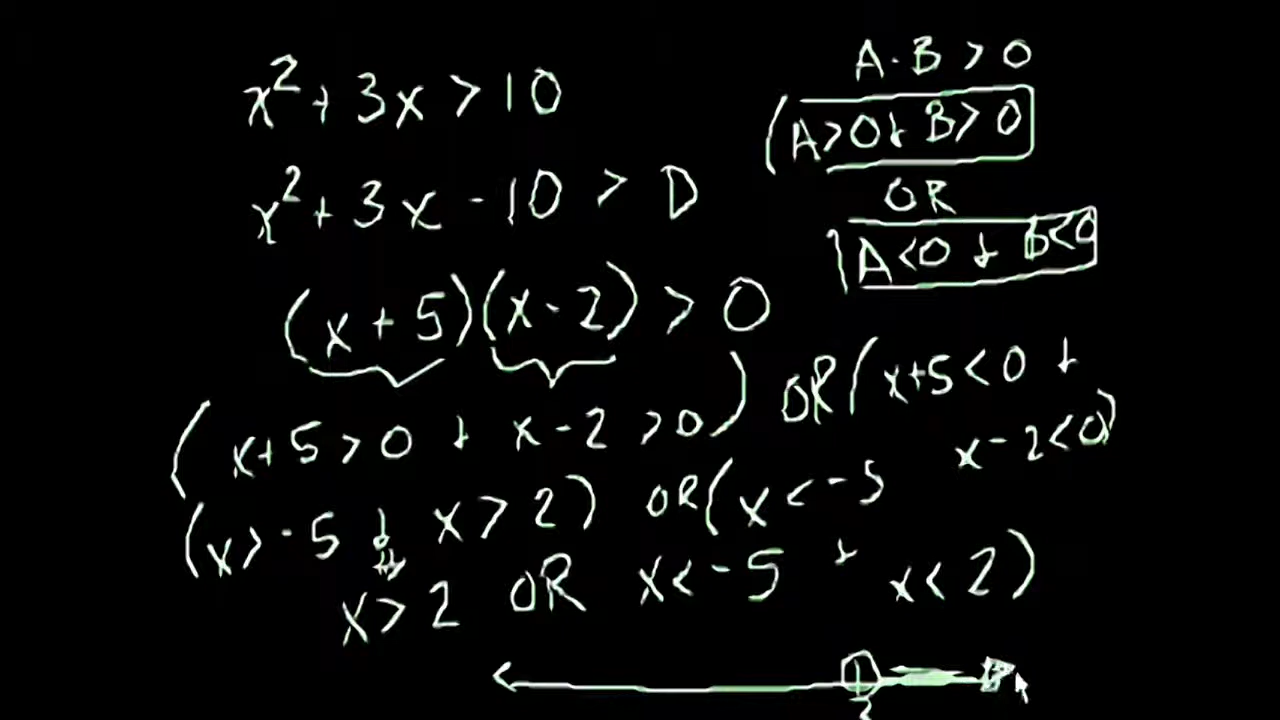 x² + 3x > 10
x² + 3x - 10 > 0
(x + 5)(x - 2) > 0
A · B > 0
(A > 0 + B > 0
OR
(A < 0 + B < 0
(x + 5 > 0 + x - 2 > 0) OR (x + 5 < 0 +
x - 2 < 0)
(x > -5 + x > 2) OR (x < -5
+ x < 2)
x > 2 OR x < -5
2